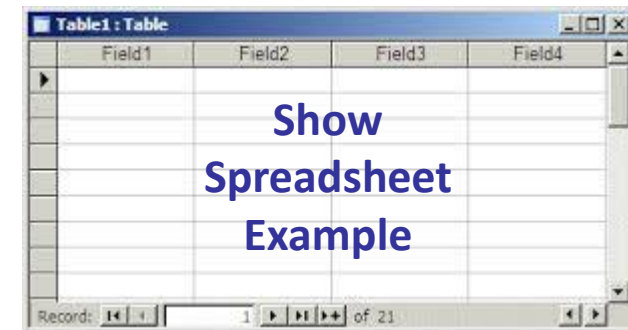 Table1 : Table
Field1 Field2 Field3 Field4
Show
Spreadsheet
Example
Record: 1 of 21